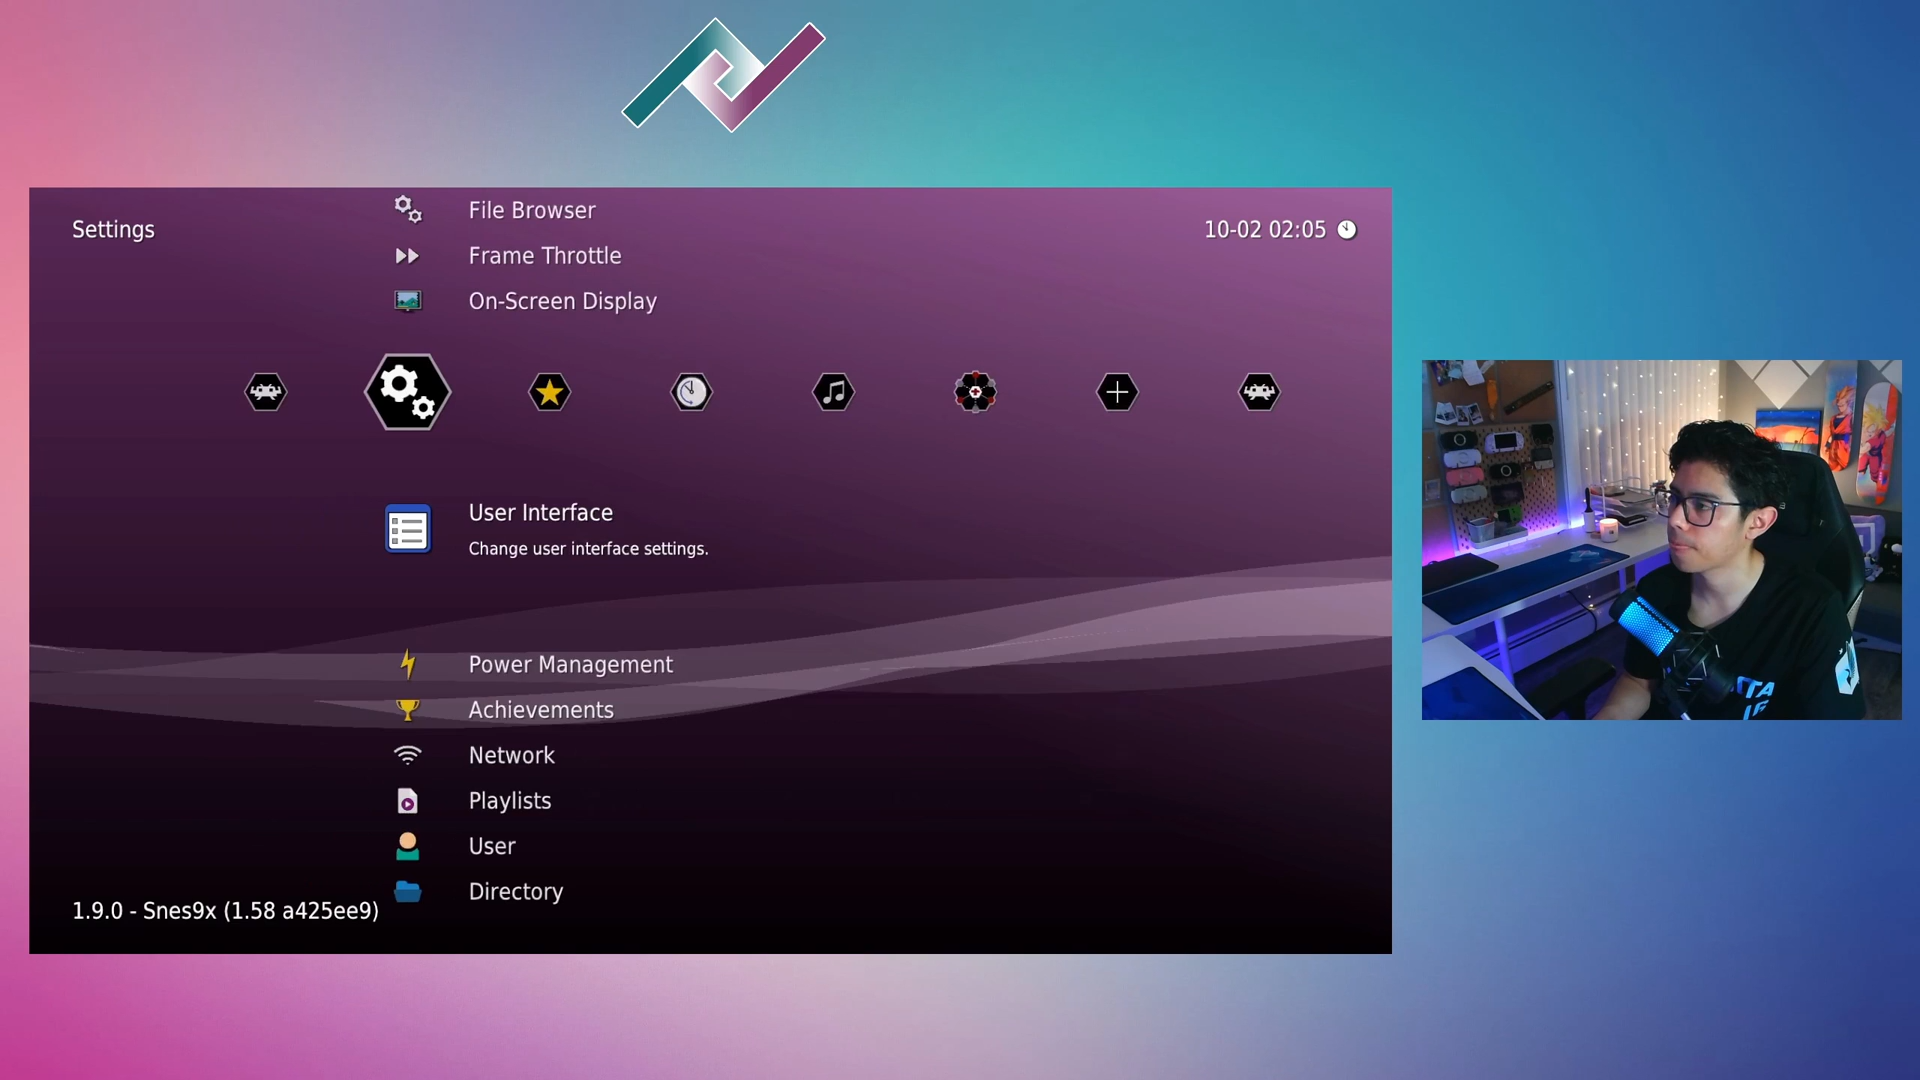 File Browser
Settings
10-02 02:05
Frame Throttle
On-Screen Display
User Interface
Change user interface settings.
Power Management
Achievements
Network
Playlists
User
Directory
1.9.0 - Snes9x (1.58 a425ee9)